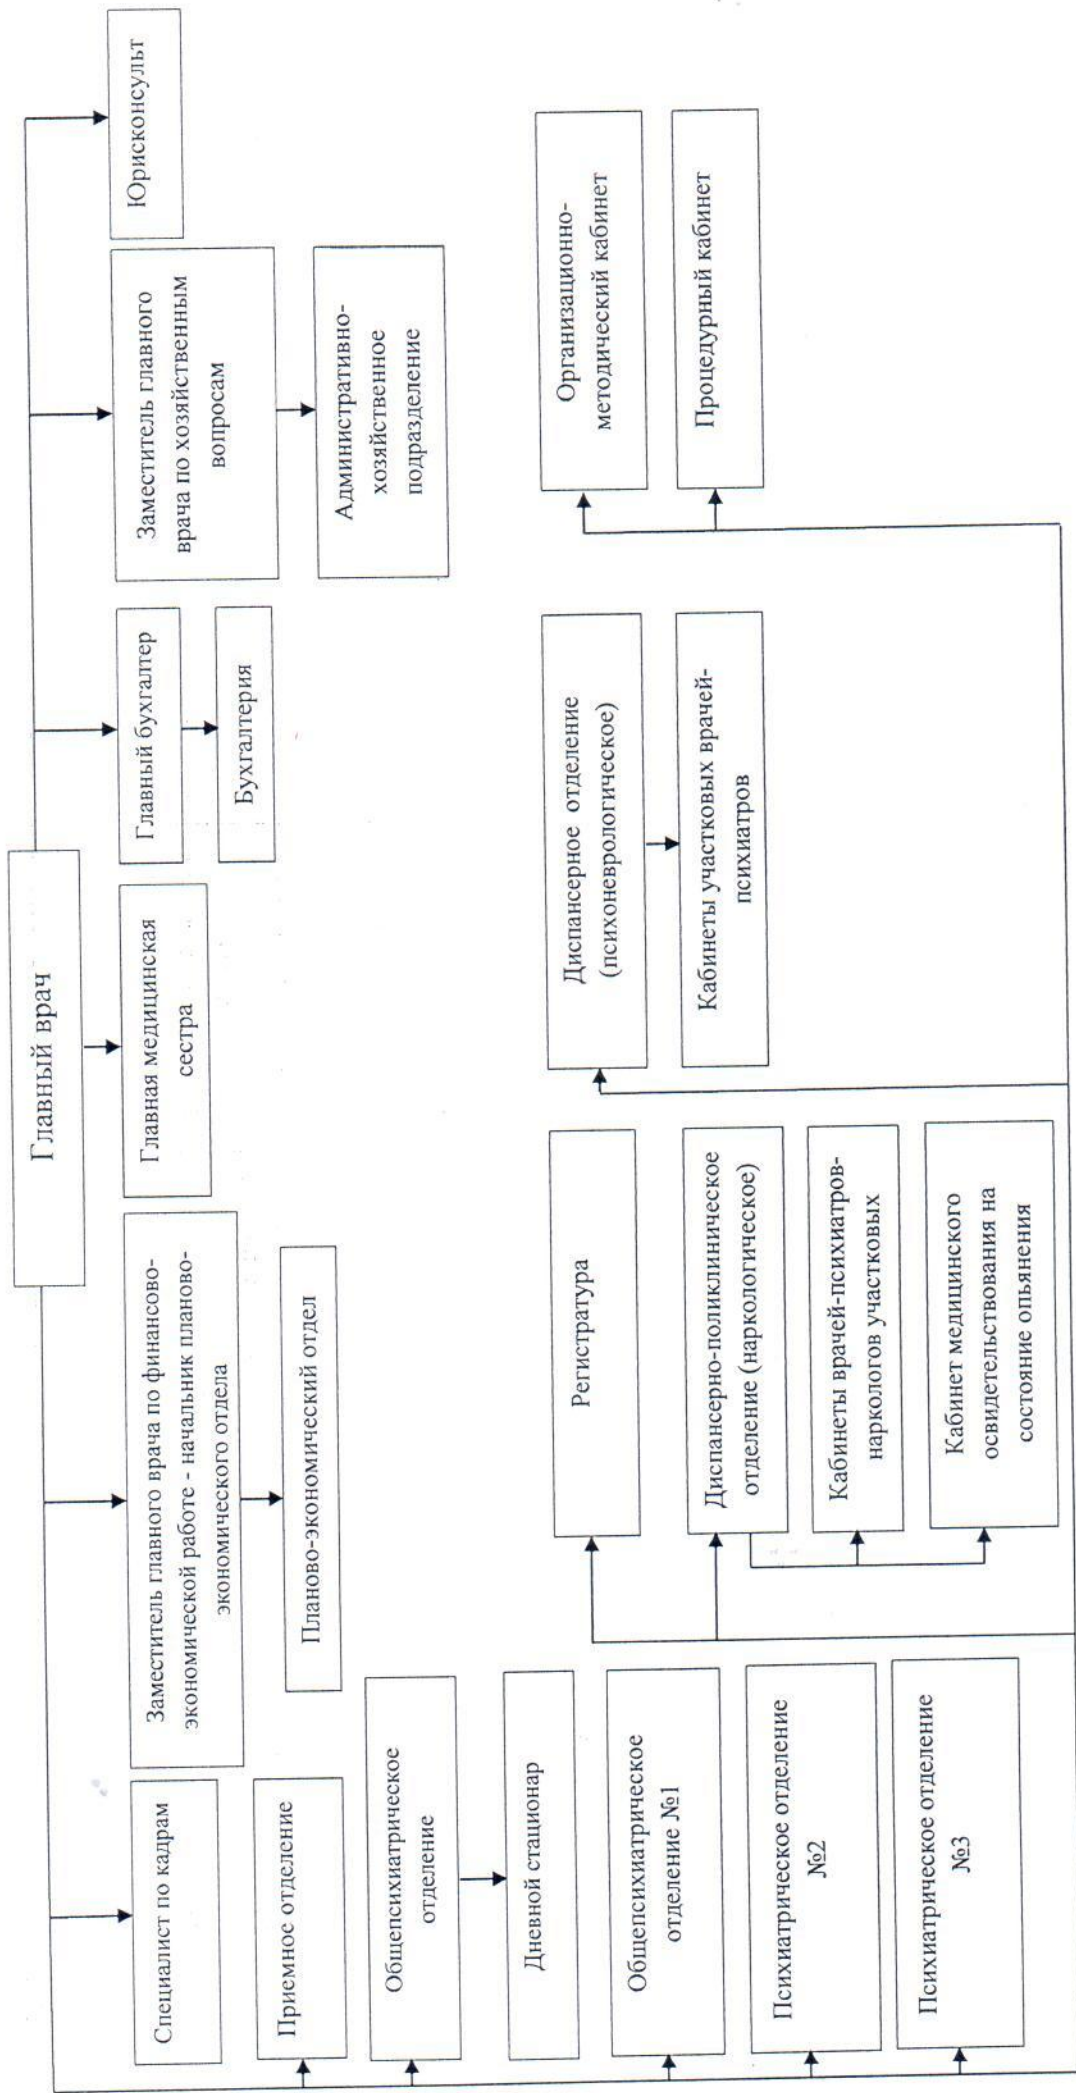 Главный врач
Специалист по кадрам
Заместитель главного врача по финансово-
экономической работе - начальник планово-
экономического отдела
Главная медицинская
сестра
Главный бухгалтер
Заместитель главного
врача по хозяйственным
вопросам
Юрисконсульт
Приемное отделение
Планово-экономический отдел
Бухгалтерия
Административно-
хозяйственное
подразделение
Общепсихиатрическое
отделение
Дневной стационар
Общепсихиатрическое
отделение №1
Психиатрическое отделение
№2
Психиатрическое отделение
№3
Регистратура
Диспансерно-поликлиническое
отделение (наркологическое)
Кабинеты врачей-психиатров-
наркологов участковых
Кабинет медицинского
освидетельствования на
состояние опьянения
Диспансерное отделение
(психоневрологическое)
Кабинеты участковых врачей-
психиатров
Организационно-
методический кабинет
Процедурный кабинет